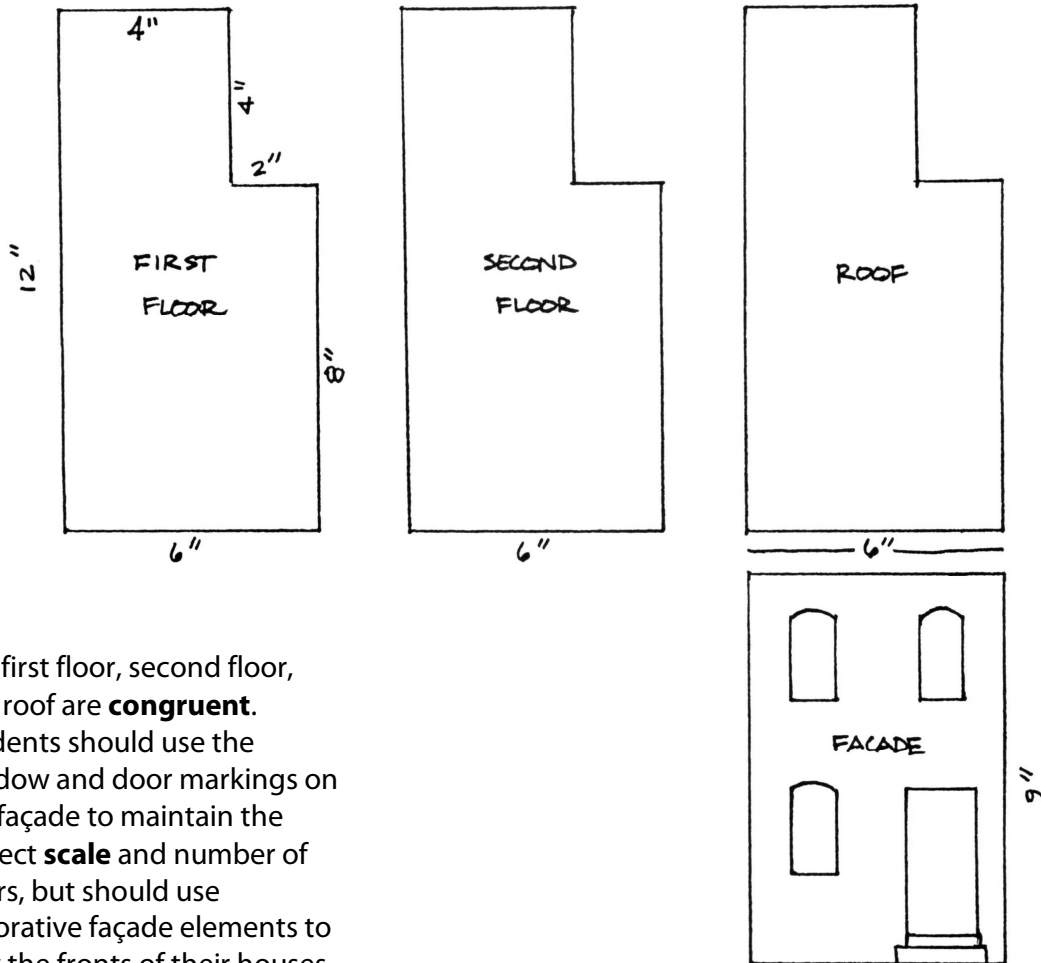 4"
4"
2"
12"
FIRST
FLOOR
8"
6"
SECOND
FLOOR
6"
ROOF
6"
FACADE
9"
first floor, second floor,
roof are congruent.
dents should use the
dow and door markings on
façade to maintain the
ect scale and number of
rs, but should use
orative façade elements to
the fronts of their houses